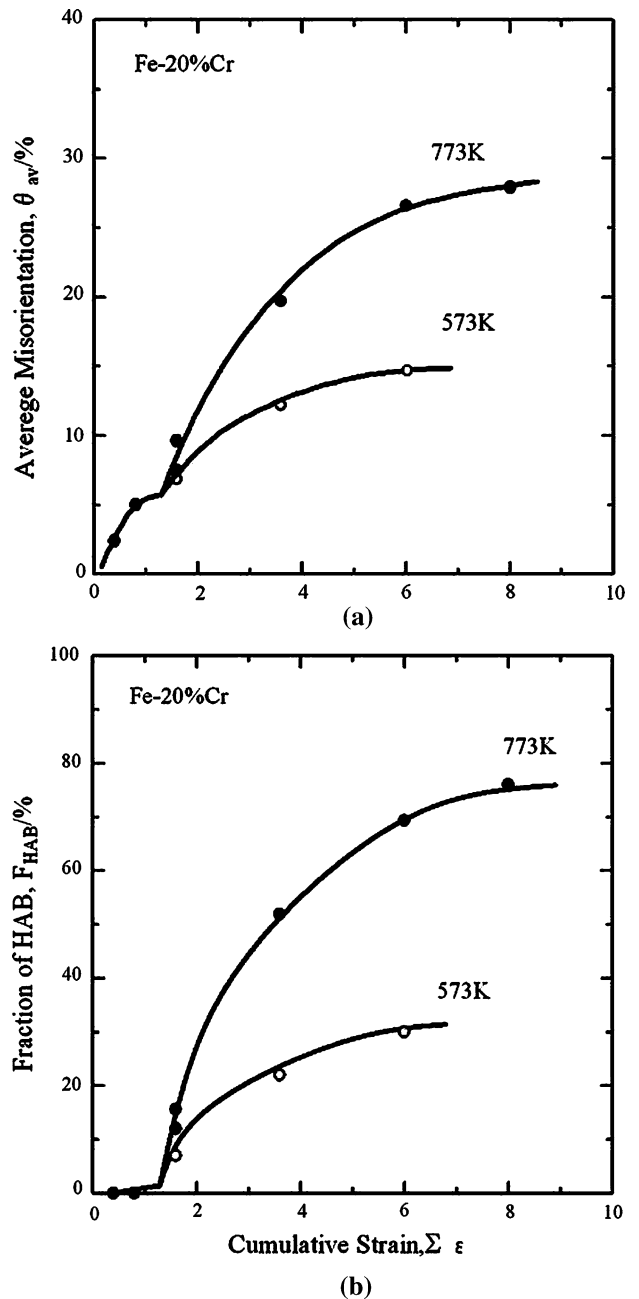 40
Fe-20%Cr
773K
30
20
573K
10
0
Averege Misorientation, θ av/%
0 2 4 6 8 10
(a)
100
Fe-20%Cr
773K
80
60
573K
40
20
0
Fraction of HAB, FHAB/%
0 2 4 6 8 10
Cumulative Strain,Σ ε
(b)